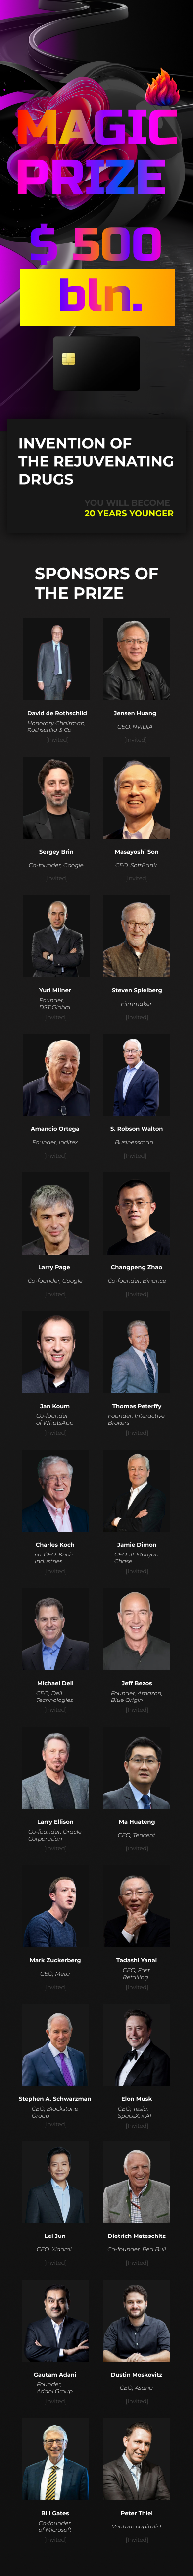 MAGIC
PRIZE
$ 500
bln.
INVENTION OF
THE REJUVENATING
DRUGS
YOU WILL BECOME
20 YEARS YOUNGER
SPONSORS OF
THE PRIZE
David de Rothschild
Honorary Chairman,
Rothschild & Co
(invited)
Jensen Huang
CEO, NVIDIA
(invited)
Sergey Brin
Co-founder, Google
(invited)
Masayoshi Son
CEO, SoftBank
(invited)
Yuri Milner
Founder,
DST Global
(invited)
Steven Spielberg
Filmmaker
(invited)
Amancio Ortega
Founder, Inditex
(invited)
S. Robson Walton
Businessman
(invited)
Larry Page
Co-founder, Google
(invited)
Changpeng Zhao
Co-founder, Binance
(invited)
Jan Koum
Co-founder
of WhatsApp
(invited)
Thomas Peterffy
Founder, Interactive
Brokers
(invited)
Charles Koch
co-CEO, Koch
Industries
(invited)
Jamie Dimon
CEO, JPMorgan
Chase
(invited)
Michael Dell
CEO, Dell
Technologies
(invited)
Jeff Bezos
Founder, Amazon,
Blue Origin
(invited)
Larry Ellison
Co-founder, Oracle
Corporation
(invited)
Ma Huateng
CEO, Tencent
(invited)
Mark Zuckerberg
CEO, Meta
(invited)
Tadashi Yanai
CEO, Fast
Retailing
(invited)
Stephen A. Schwarzman
CEO, Blackstone
Group
(invited)
Elon Musk
CEO, Tesla,
SpaceX, x.AI
(invited)
Lei Jun
CEO, Xiaomi
(invited)
Dietrich Mateschitz
Co-founder, Red Bull
(invited)
Gautam Adani
Founder,
Adani Group
(invited)
Dustin Moskovitz
CEO, Asana
(invited)
Bill Gates
Co-founder
of Microsoft
(invited)
Peter Thiel
Venture capitalist
(invited)